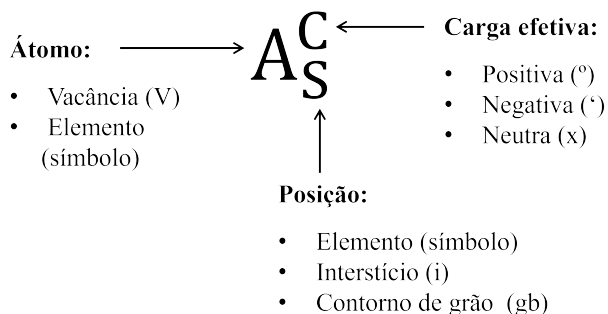 Átomo:
• Vacância (V)
• Elemento
(símbolo)
A C S
Carga efetiva:
• Positiva (º)
• Negativa (‘)
• Neutra (x)
Posição:
• Elemento (símbolo)
• Interstício (i)
• Contorno de grão (gb)